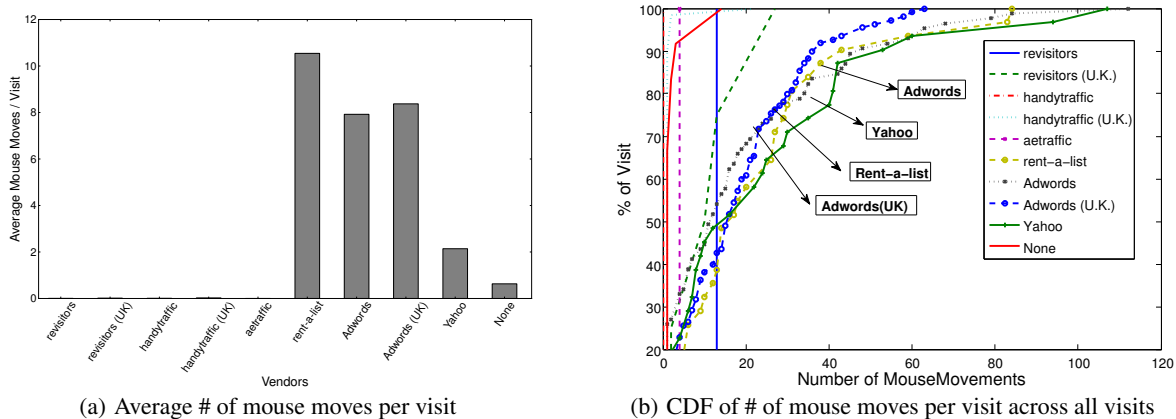 12
10
8
6
4
2
0
Average Mouse Moves / Visit
revisitors
revisitors (UK)
handytraffic
handytraffic (UK)
aetraffic
rent-a-list
Adwords
Adwords (UK)
Yahoo
None
Vendors
(a) Average # of mouse moves per visit
100
90
80
70
60
50
40
30
20
% of Visit
0 20 40 60 80 100 120
Number of MouseMovements
Adwords
Yahoo
Rent−a−list
Adwords(UK)
revisitors
revisitors (U.K.)
handytraffic
handytraffic (U.K.)
aetraffic
rent−a−list
Adwords
Adwords (U.K.)
Yahoo
None
(b) CDF of # of mouse moves per visit across all visits